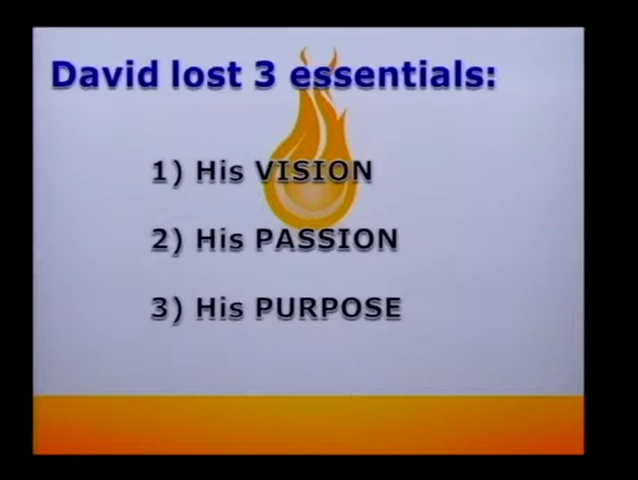 David lost 3 essentials:
1) His VISION
2) His PASSION
3) His PURPOSE